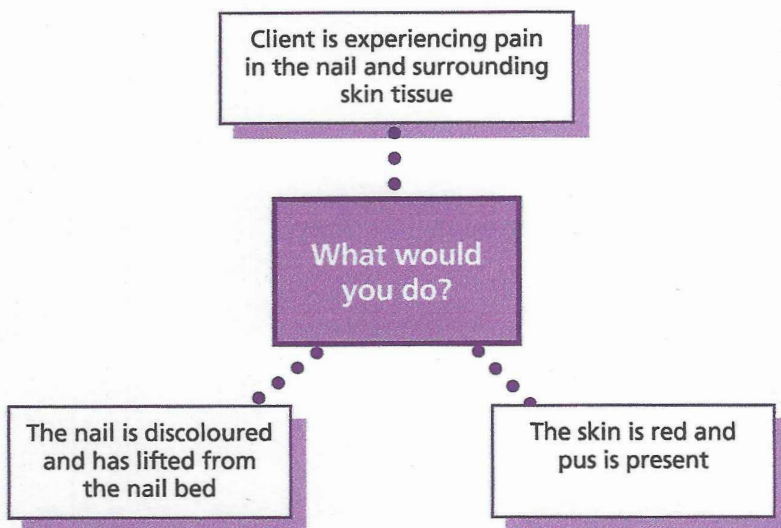 Client is experiencing pain
in the nail and surrounding
skin tissue
What would
you do?
The nail is discoloured
and has lifted from
the nail bed
The skin is red and
pus is present